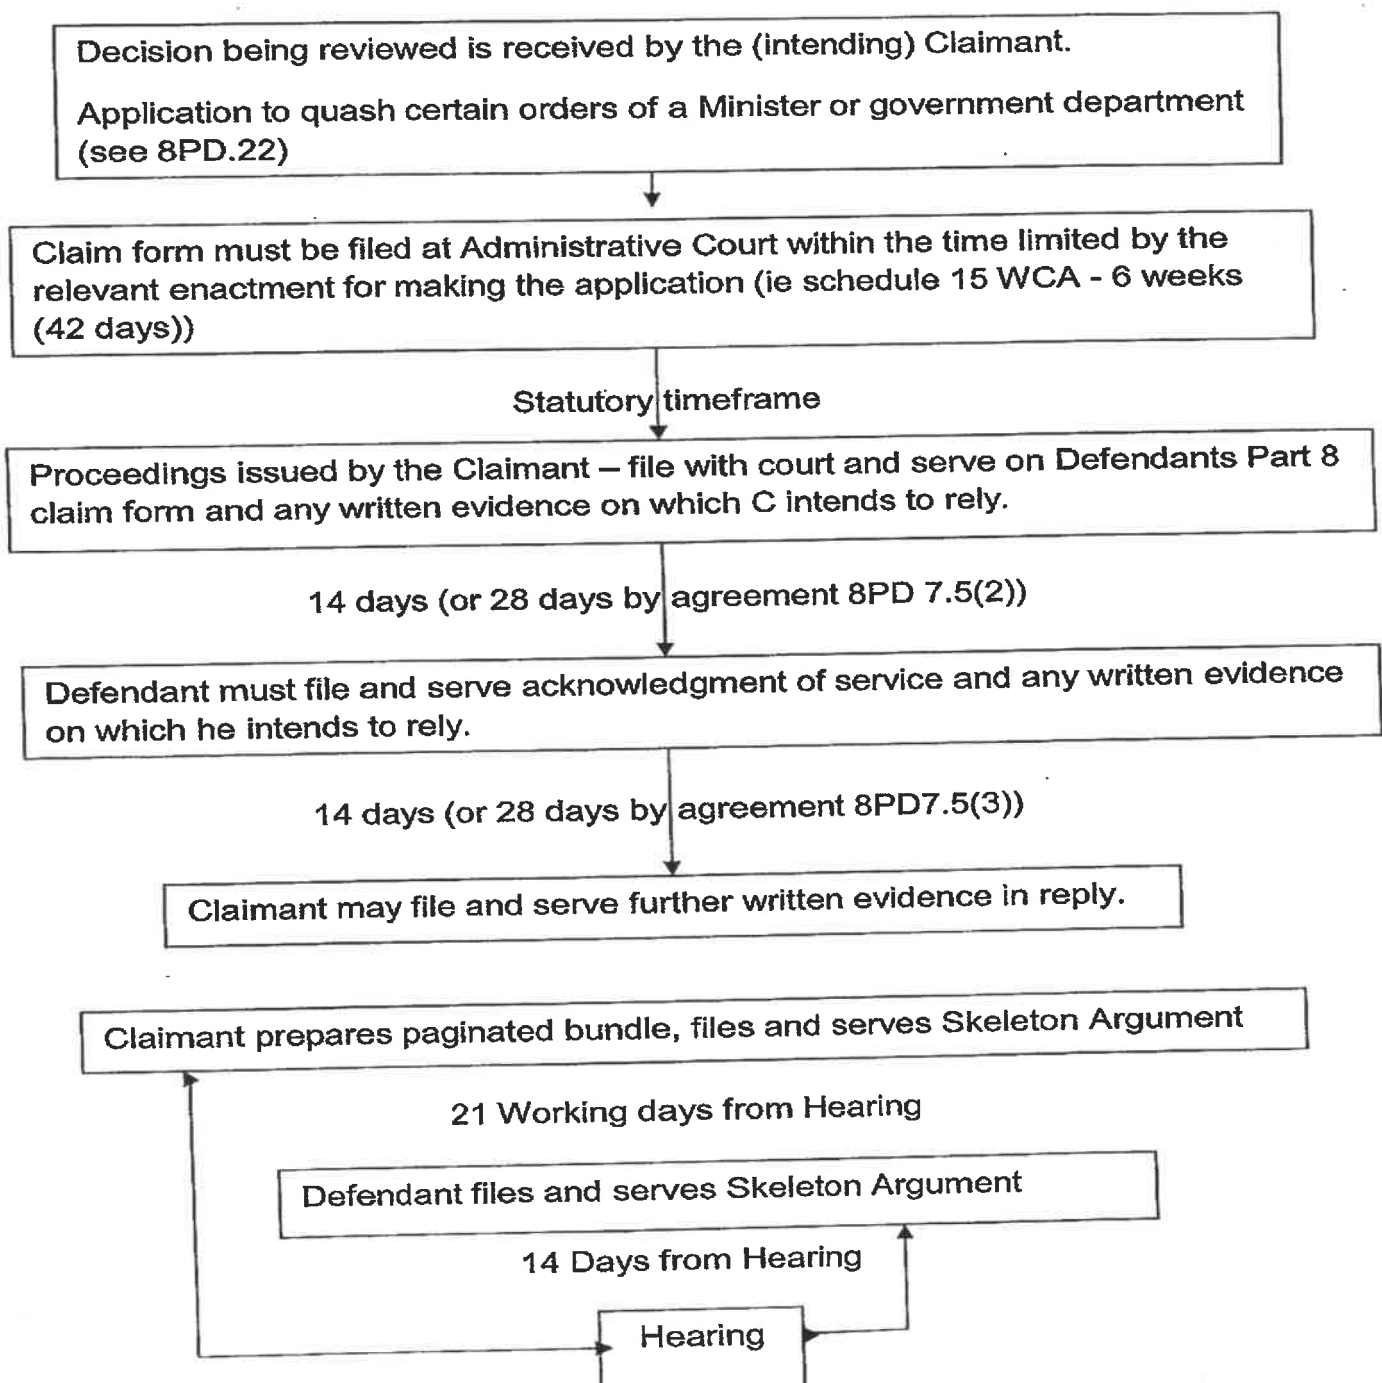 Decision being reviewed is received by the (intending) Claimant.
Application to quash certain orders of a Minister or government department
(see 8PD.22)
Claim form must be filed at Administrative Court within the time limited by the
relevant enactment for making the application (ie schedule 15 WCA - 6 weeks
(42 days))
Statutory timeframe
Proceedings issued by the Claimant – file with court and serve on Defendants Part 8
claim form and any written evidence on which C intends to rely.
14 days (or 28 days by agreement 8PD 7.5(2))
Defendant must file and serve acknowledgment of service and any written evidence
on which he intends to rely.
14 days (or 28 days by agreement 8PD7.5(3))
Claimant may file and serve further written evidence in reply.
Claimant prepares paginated bundle, files and serves Skeleton Argument
21 Working days from Hearing
Defendant files and serves Skeleton Argument
14 Days from Hearing
Hearing